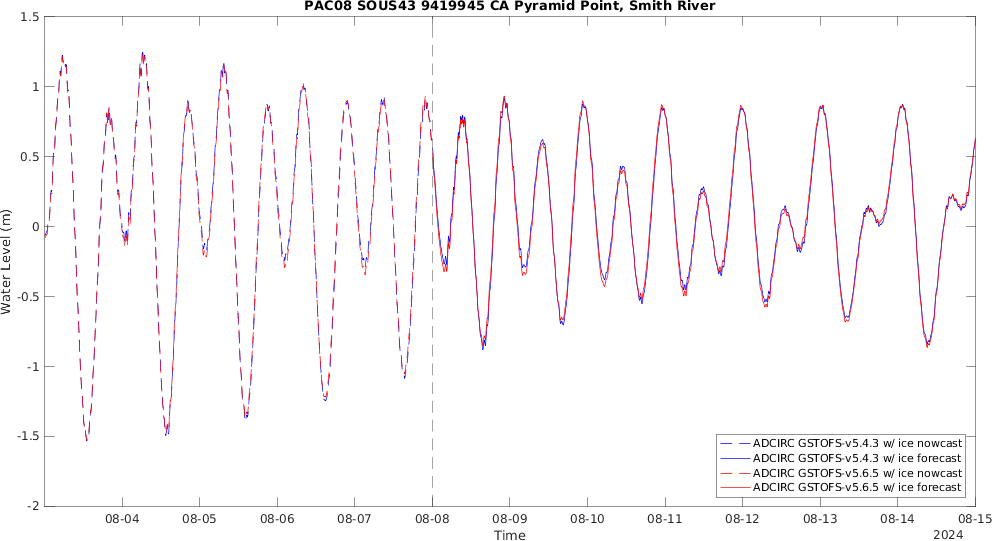 PAC08 SOUS43 9419945 CA Pyramid Point, Smith River
1.5
1
0.5
0
-0.5
-1
-1.5
-2
Water Level (m)
ADCIRC GSTOFS-v5.4.3 w/ ice nowcast
ADCIRC GSTOFS-v5.4.3 w/ ice forecast
ADCIRC GSTOFS-v5.6.5 w/ ice nowcast
ADCIRC GSTOFS-v5.6.5 w/ ice forecast
08-04 08-05 08-06 08-07 08-08 08-09 08-10 08-11 08-12 08-13 08-14 08-15
Time
2024